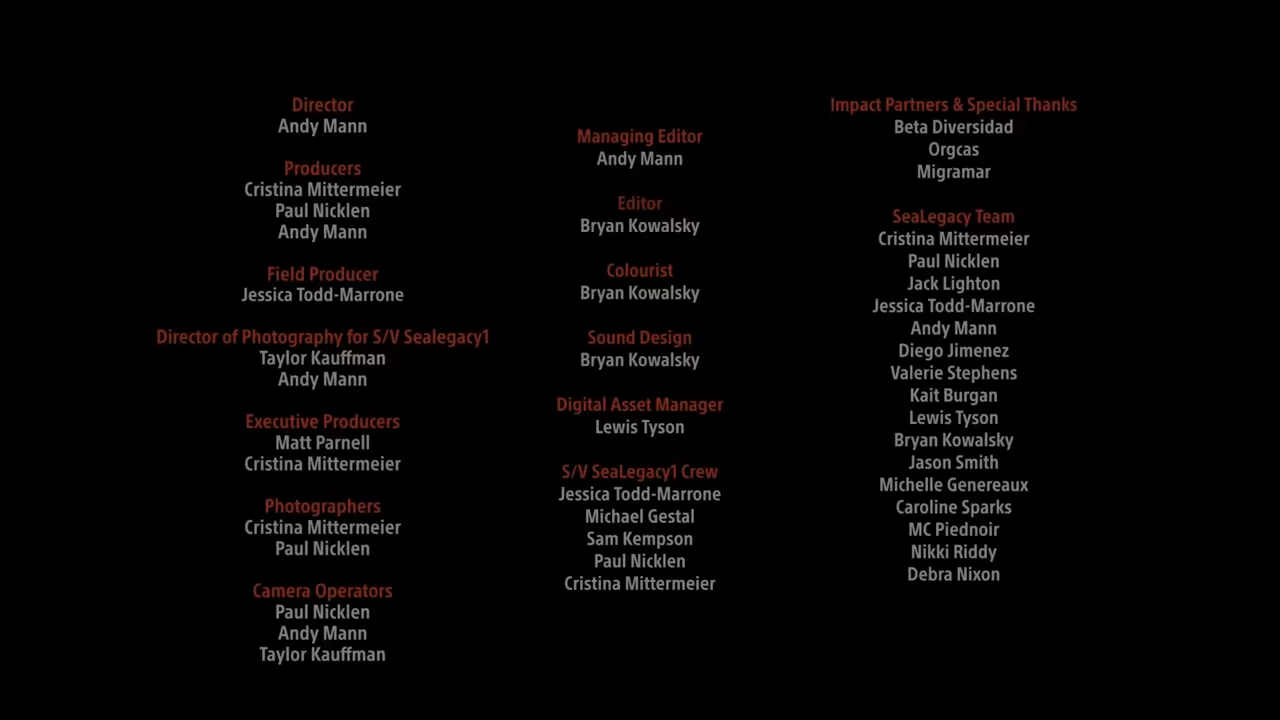 Director
Andy Mann
Producers
Cristina Mittermeier
Paul Nicklen
Andy Mann
Field Producer
Jessica Todd-Marrone
Director of Photography for S/V Sealegacy1
Taylor Kauffman
Andy Mann
Executive Producers
Matt Parnell
Cristina Mittermeier
Photographers
Cristina Mittermeier
Paul Nicklen
Camera Operators
Paul Nicklen
Andy Mann
Taylor Kauffman
Managing Editor
Andy Mann
Editor
Bryan Kowalsky
Colourist
Bryan Kowalsky
Sound Design
Bryan Kowalsky
Digital Asset Manager
Lewis Tyson
S/V SeaLegacy1 Crew
Jessica Todd-Marrone
Michael Gestal
Sam Kempson
Paul Nicklen
Cristina Mittermeier
Impact Partners & Special Thanks
Beta Diversidad
Orgcas
Migramar
SeaLegacy Team
Cristina Mittermeier
Paul Nicklen
Jack Lighton
Jessica Todd-Marrone
Andy Mann
Diego Jimenez
Valerie Stephens
Kait Burgan
Lewis Tyson
Bryan Kowalsky
Jason Smith
Michelle Genereaux
Caroline Sparks
MC Piednoir
Nikki Riddy
Debra Nixon